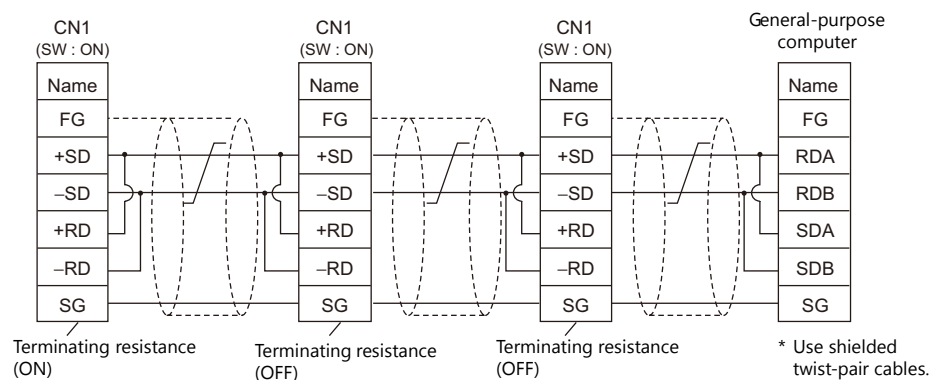 CN1
(SW : ON)
Name
FG
+SD
–SD
+RD
–RD
SG
Terminating resistance
(ON)
CN1
(SW : ON)
Name
FG
+SD
–SD
+RD
–RD
SG
Terminating resistance
(OFF)
CN1
(SW : ON)
Name
FG
+SD
–SD
+RD
–RD
SG
Terminating resistance
(OFF)
General-purpose
computer
Name
FG
RDA
RDB
SDA
SDB
SG
* Use shielded
twist-pair cables.